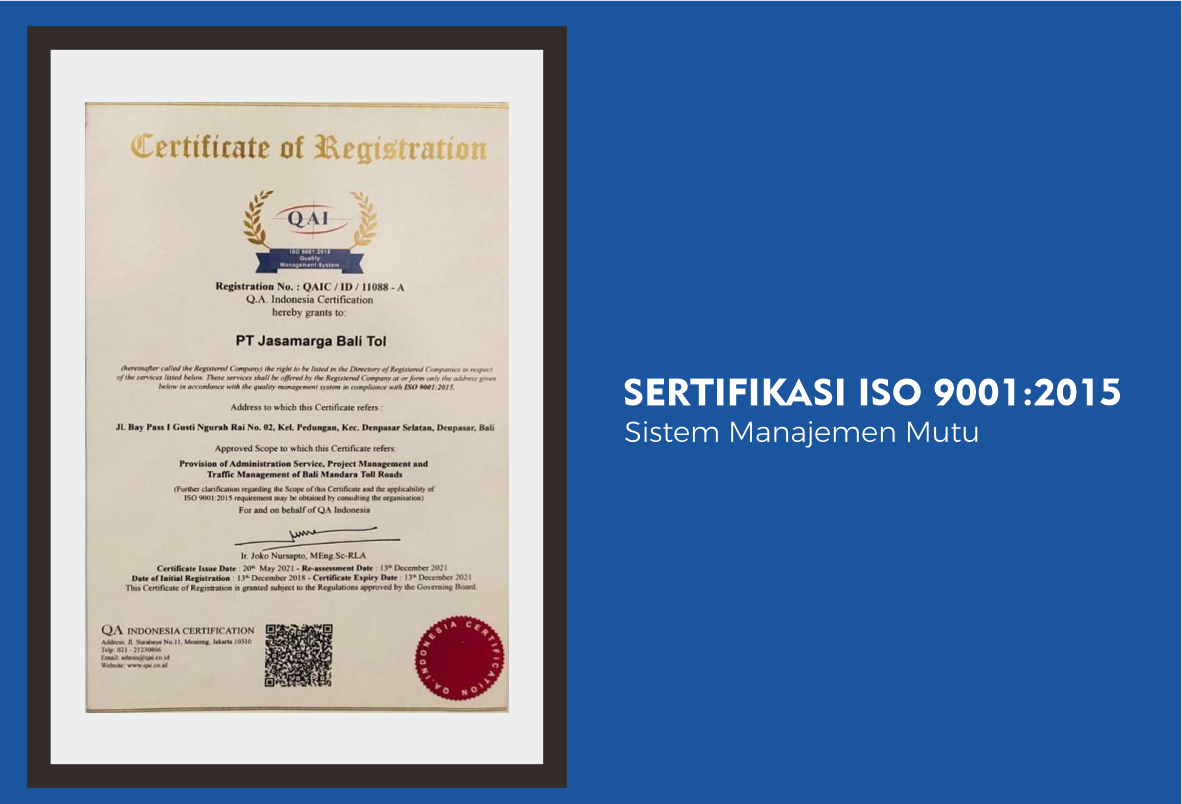 Certificate of Registration
QAI
ISO 9001:2015
Quality
Management System
Registration No. : QAIC / ID / 11088 - A
Q.A. Indonesia Certification
hereby grants to:
PT Jasamarga Bali Tol
(hereinafter called the Registered Company) the right to be listed in the Directory of Registered Companies in respect
of the services listed below. These services shall be offered by the Registered Company at or form only the address given
below in accordance with the quality management system in compliance with ISO 9001:2015.
Address to which this Certificate refers :
Jl. Bay Pass I Gusti Ngurah Rai No. 02, Kel. Pedungan, Kec. Denpasar Selatan, Denpasar, Bali
Approved Scope to which this Certificate refers:
Provision of Administration Service, Project Management and
Traffic Management of Bali Mandara Toll Roads
(Further clarification regarding the Scope of this Certificate and the applicability of
ISO 9001:2015 requirement may be obtained by consulting the organisation)
For and on behalf of QA Indonesia
Ir. Joko Nursapto, MEng.Sc-RLA
Certificate Issue Date : 20th May 2021 - Re-assessment Date : 13th December 2021
Date of Initial Registration : 13th December 2018 - Certificate Expiry Date : 13th December 2021
This Certificate of Registration is granted subject to the Regulations approved by the Governing Board.
QA INDONESIA CERTIFICATION
Address: Jl. Surabaya No.11, Menteng, Jakarta 10310
Telp: 021 - 21230866
Email: admin@qai.co.id
Website: www.qai.co.id
QA-INDONESIA CERTIFICATION
SERTIFIKASI ISO 9001:2015
Sistem Manajemen Mutu